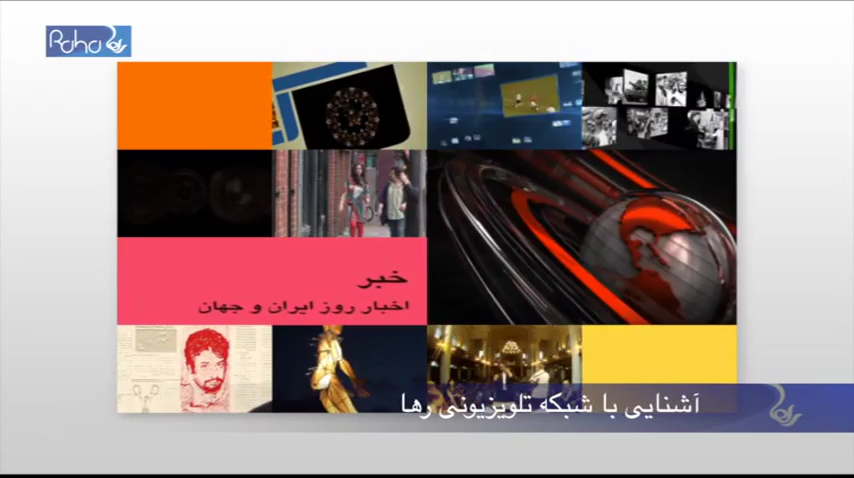 Raha
خبر
اخبار روز ایران و جهان
آشنایی با شبکه تلویزیونی رها